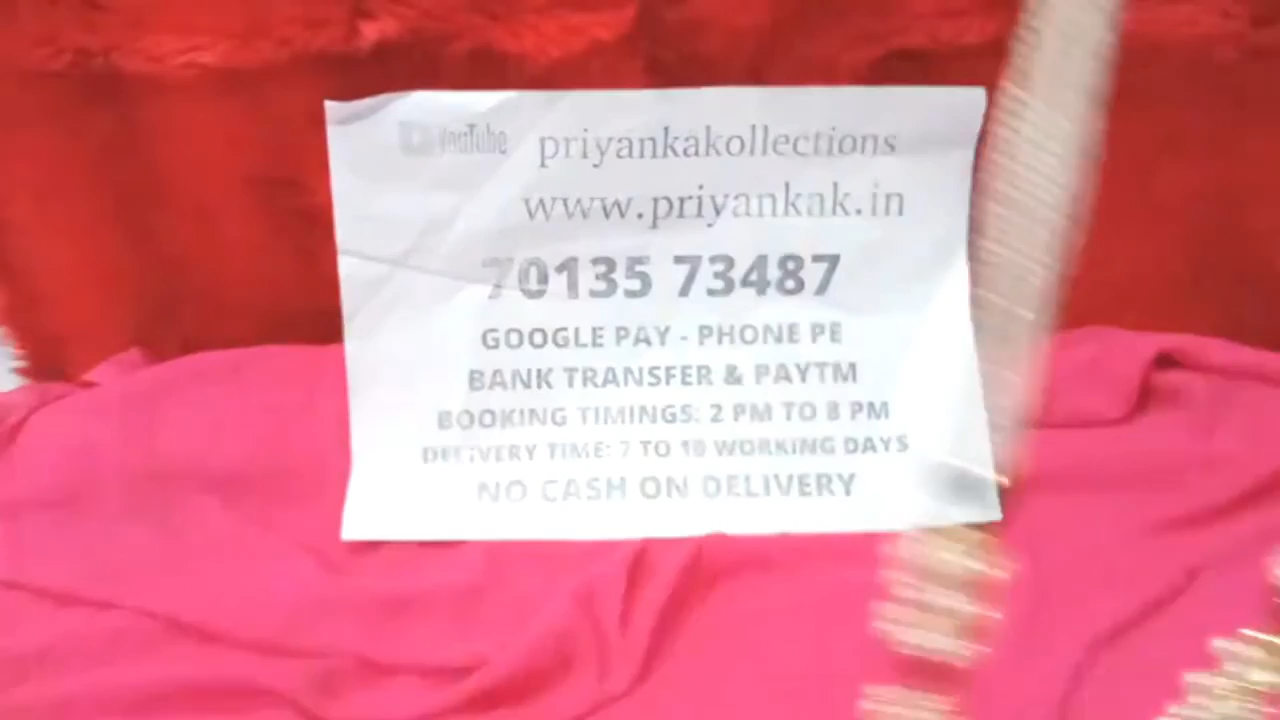 YouTube priyankakollections
www.priyankak.in
70135 73487
GOOGLE PAY - PHONE PE
BANK TRANSFER & PAYTM
BOOKING TIMINGS: 2 PM TO 8 PM
DELIVERY TIME: 7 TO 10 WORKING DAYS
NO CASH ON DELIVERY